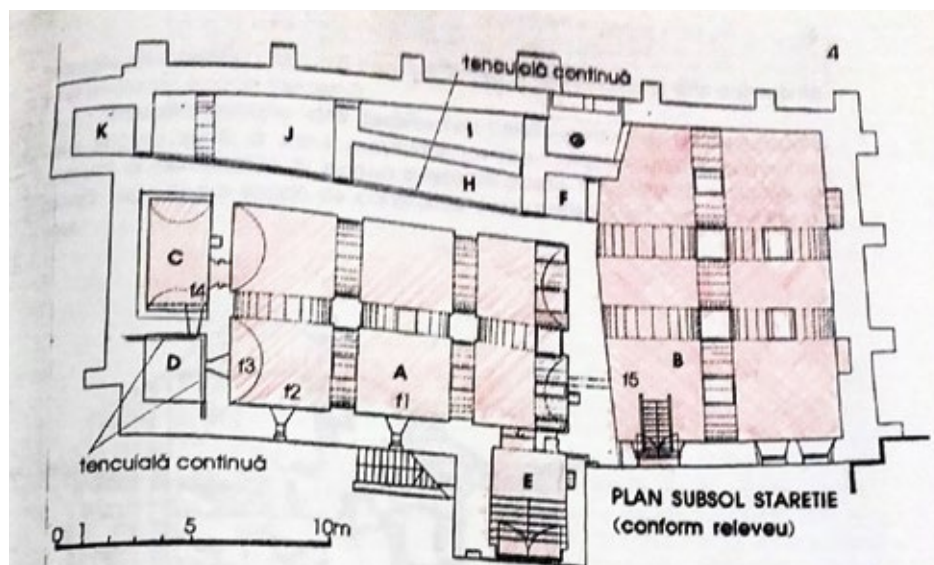 4
tencuială continuă
K
J
I
G
H
F
C
f4
D
f3
f2
A
f1
B
f5
E
tencuială continuă
PLAN SUBSOL STARETIE
(conform releveu)
0 1 5 10m